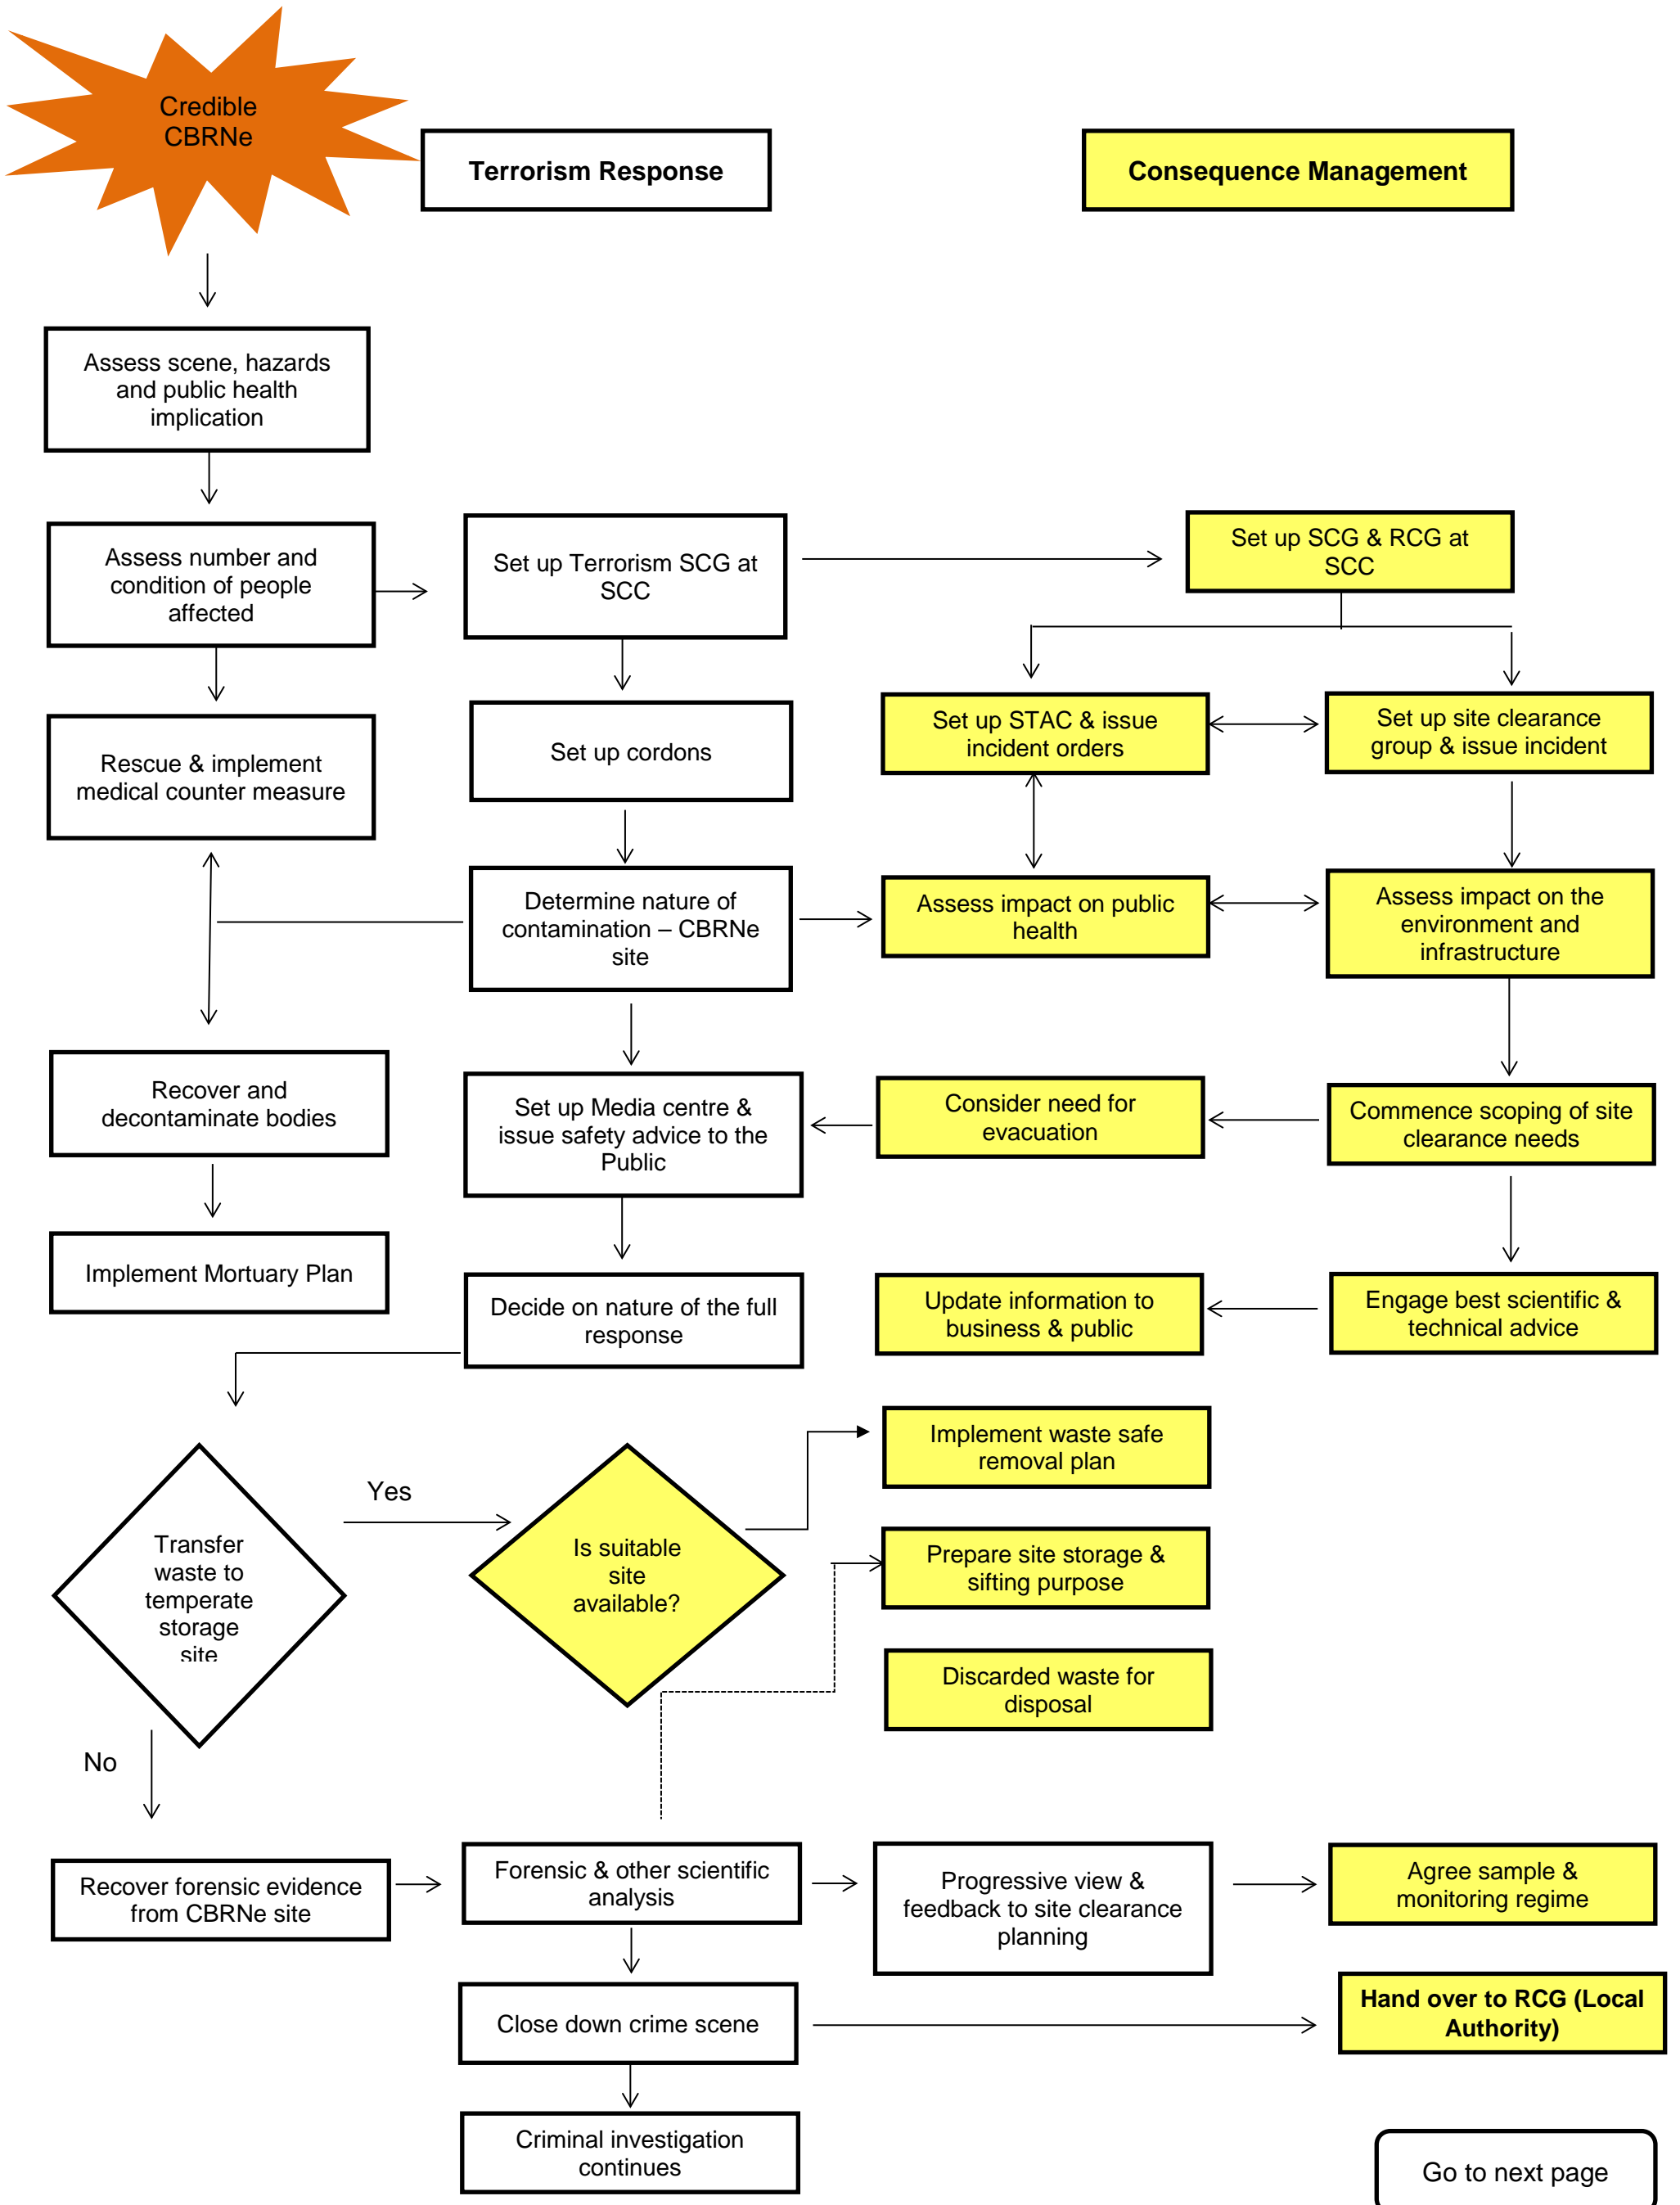 Credible
CBRNe
Terrorism Response
Consequence Management
Assess scene, hazards
and public health
implication
Assess number and
condition of people
affected
Set up Terrorism SCG at
SCC
Set up SCG & RCG at
SCC
Rescue & implement
medical counter measure
Set up cordons
Set up STAC & issue
incident orders
Set up site clearance
group & issue incident
Determine nature of
contamination – CBRNe
site
Assess impact on public
health
Assess impact on the
environment and
infrastructure
Recover and
decontaminate bodies
Set up Media centre &
issue safety advice to the
Public
Consider need for
evacuation
Commence scoping of site
clearance needs
Implement Mortuary Plan
Decide on nature of the full
response
Update information to
business & public
Engage best scientific &
technical advice
Transfer
waste to
temperate
storage
site
Yes
Is suitable
site
available?
Implement waste safe
removal plan
Prepare site storage &
sifting purpose
Discarded waste for
disposal
No
Recover forensic evidence
from CBRNe site
Forensic & other scientific
analysis
Progressive view &
feedback to site clearance
planning
Agree sample &
monitoring regime
Close down crime scene
Hand over to RCG (Local
Authority)
Criminal investigation
continues
Go to next page